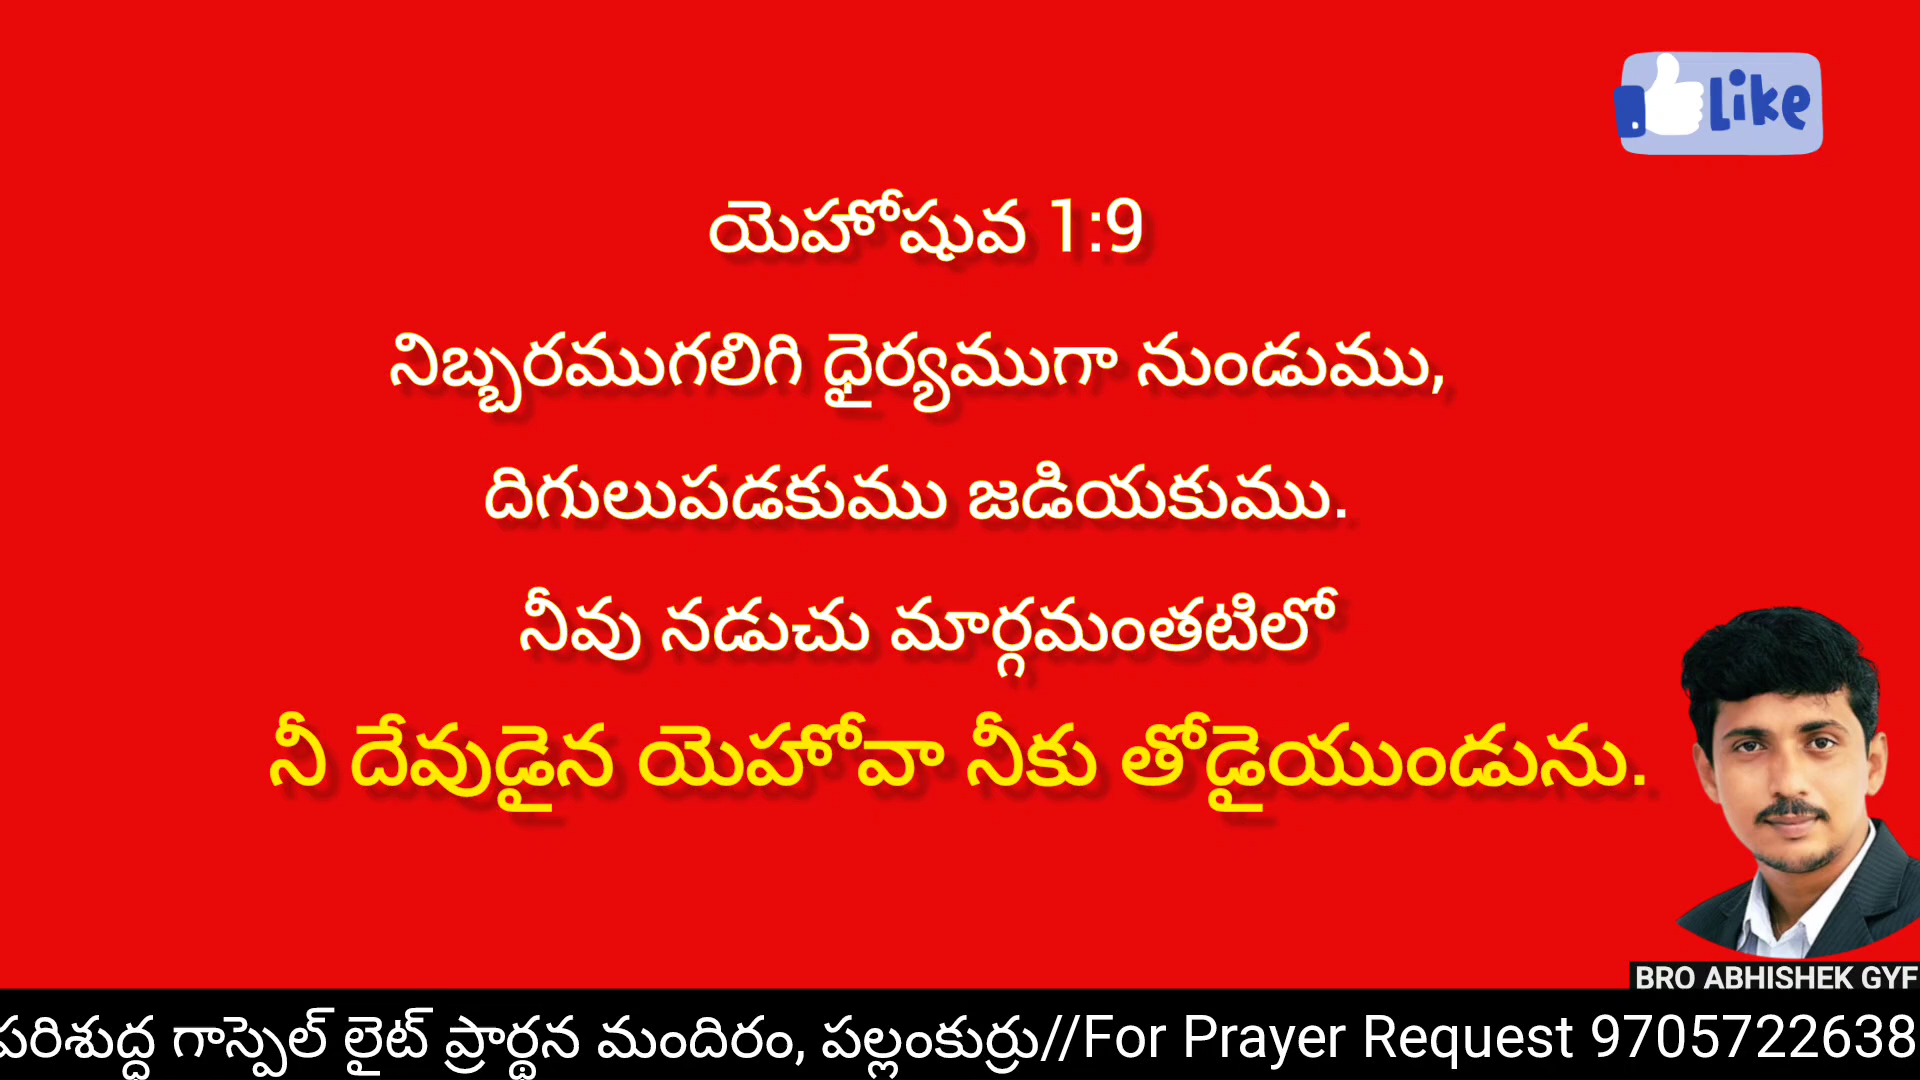 Like
యెహోషువ 1:9
నిబ్బరముగలిగి ధైర్యముగా నుండుము,
దిగులుపడకుము జడియకుము.
నీవు నడుచు మార్గమంతటిలో
నీ దేవుడైన యెహోవా నీకు తోడైయుండును.
BRO ABHISHEK GYF
పరిశుద్ధ గాస్పెల్ లైట్ ప్రార్థన మందిరం, పల్లంకుర్రు//For Prayer Request 9705722638